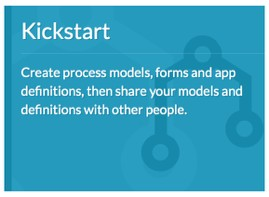 Kickstart
Create process models, forms and app
definitions, then share your models and
definitions with other people.